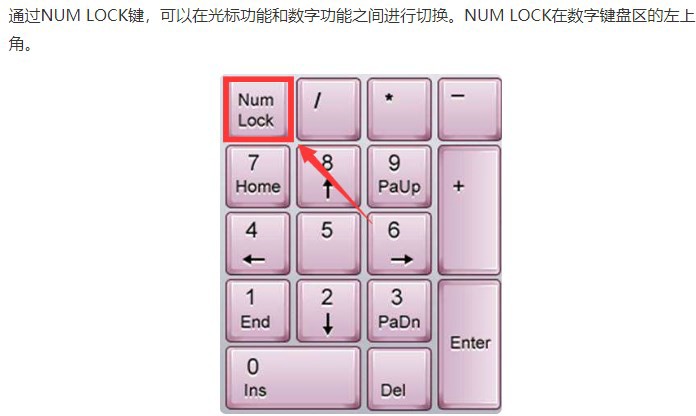 通过NUM LOCK键，可以在光标功能和数字功能之间进行切换。NUM LOCK在数字键盘区的左上
角。
Num
Lock
/
*
−
7
Home
8
↑
9
PaUp
+
4
←
5
6
→
1
End
2
↓
3
PaDn
Enter
0
Ins
Del